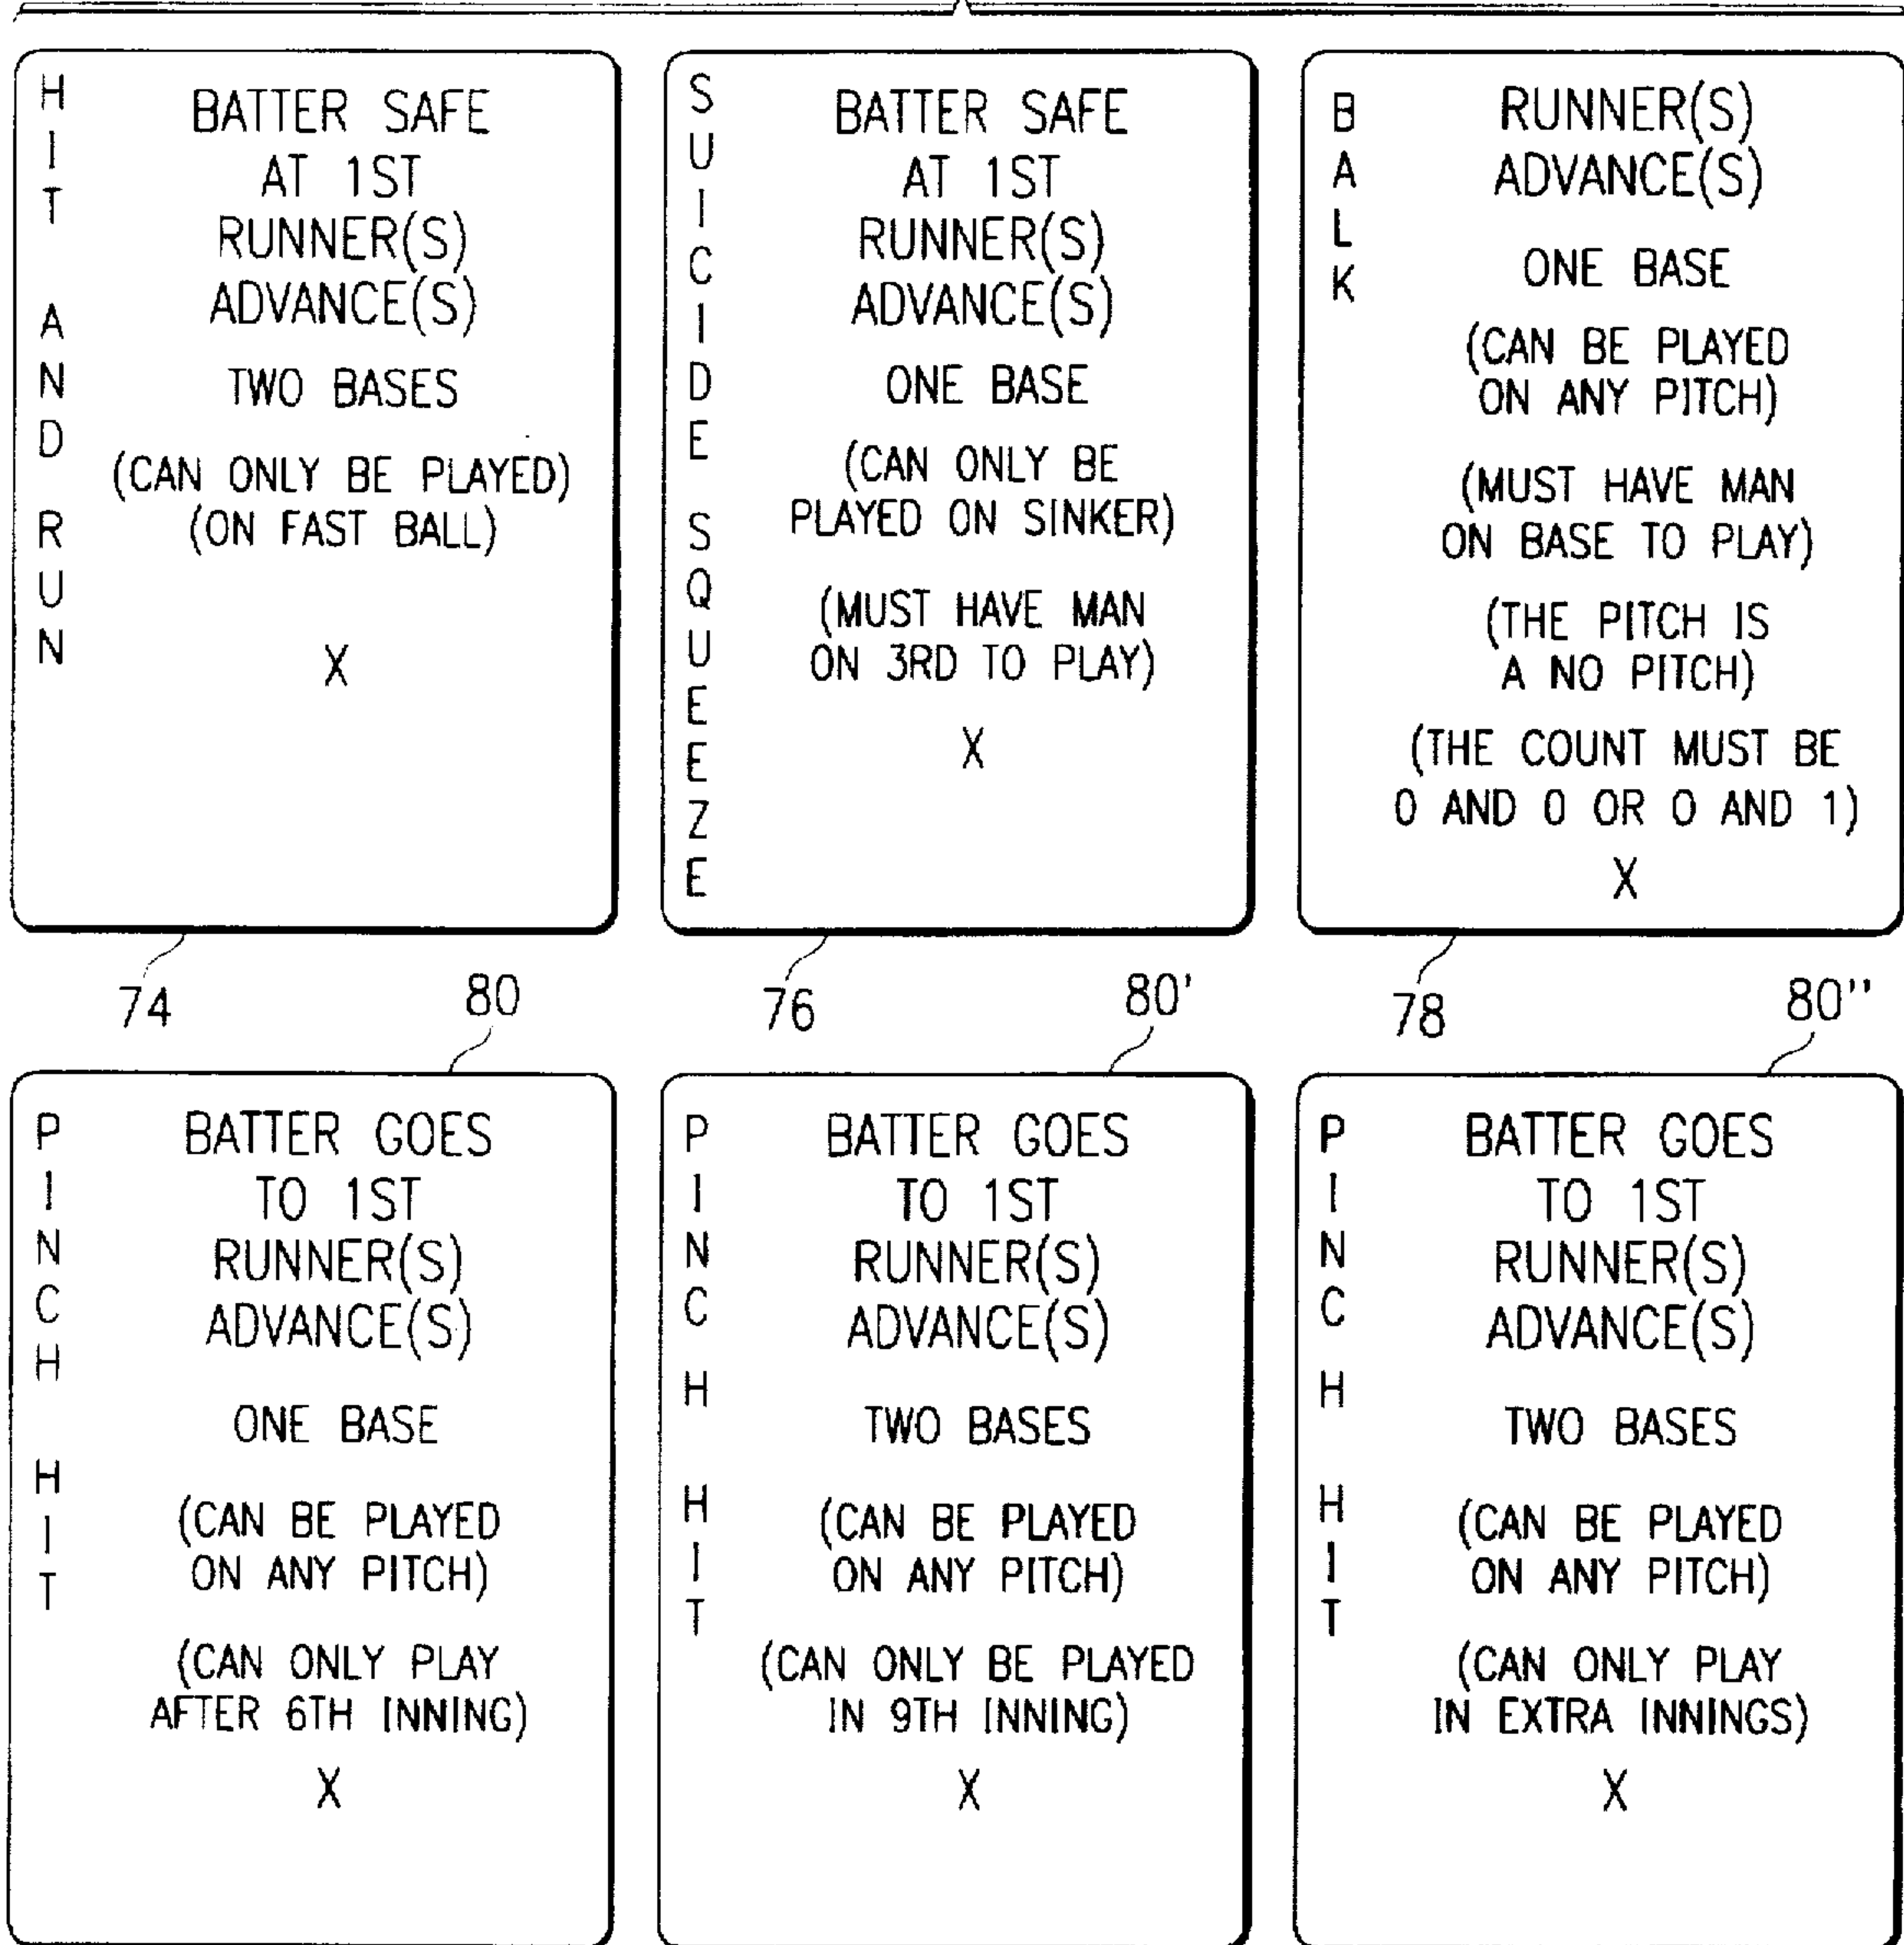 HIT AND RUN
BATTER SAFE
AT 1ST
RUNNER(S)
ADVANCE(S)
TWO BASES
(CAN ONLY BE PLAYED)
(ON FAST BALL)
X
74
SUICIDE SQUEEZE
BATTER SAFE
AT 1ST
RUNNER(S)
ADVANCE(S)
ONE BASE
(CAN ONLY BE
PLAYED ON SINKER)
(MUST HAVE MAN
ON 3RD TO PLAY)
X
76
BALK
RUNNER(S)
ADVANCE(S)
ONE BASE
(CAN BE PLAYED
ON ANY PITCH)
(MUST HAVE MAN
ON BASE TO PLAY)
(THE PITCH IS
A NO PITCH)
(THE COUNT MUST BE
0 AND 0 OR 0 AND 1)
X
78
80
PINCH HIT
BATTER GOES
TO 1ST
RUNNER(S)
ADVANCE(S)
ONE BASE
(CAN BE PLAYED
ON ANY PITCH)
(CAN ONLY PLAY
AFTER 6TH INNING)
X
80'
PINCH HIT
BATTER GOES
TO 1ST
RUNNER(S)
ADVANCE(S)
TWO BASES
(CAN BE PLAYED
ON ANY PITCH)
(CAN ONLY BE PLAYED
IN 9TH INNING)
X
80''
PINCH HIT
BATTER GOES
TO 1ST
RUNNER(S)
ADVANCE(S)
TWO BASES
(CAN BE PLAYED
ON ANY PITCH)
(CAN ONLY PLAY
IN EXTRA INNINGS)
X